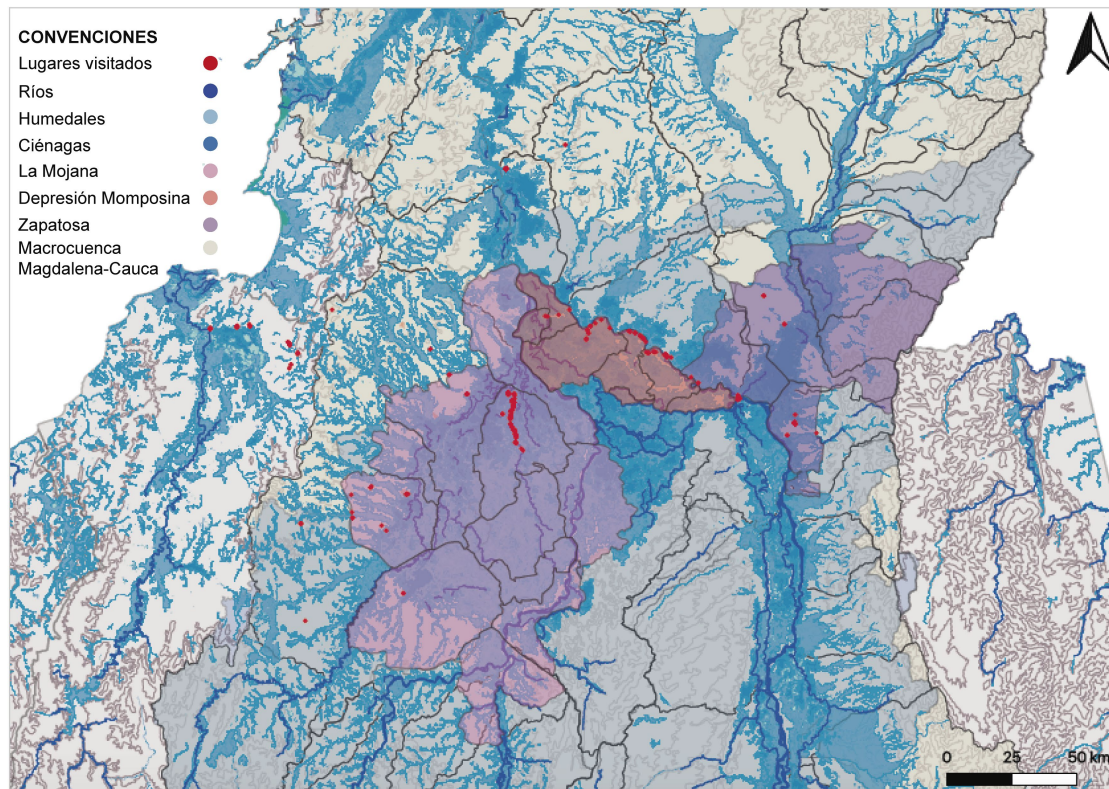 CONVENCIONES
Lugares visitados
Ríos
Humedales
Ciénagas
La Mojana
Depresión Momposina
Zapatosa
Macrocuenca
Magdalena-Cauca
0 25 50 km